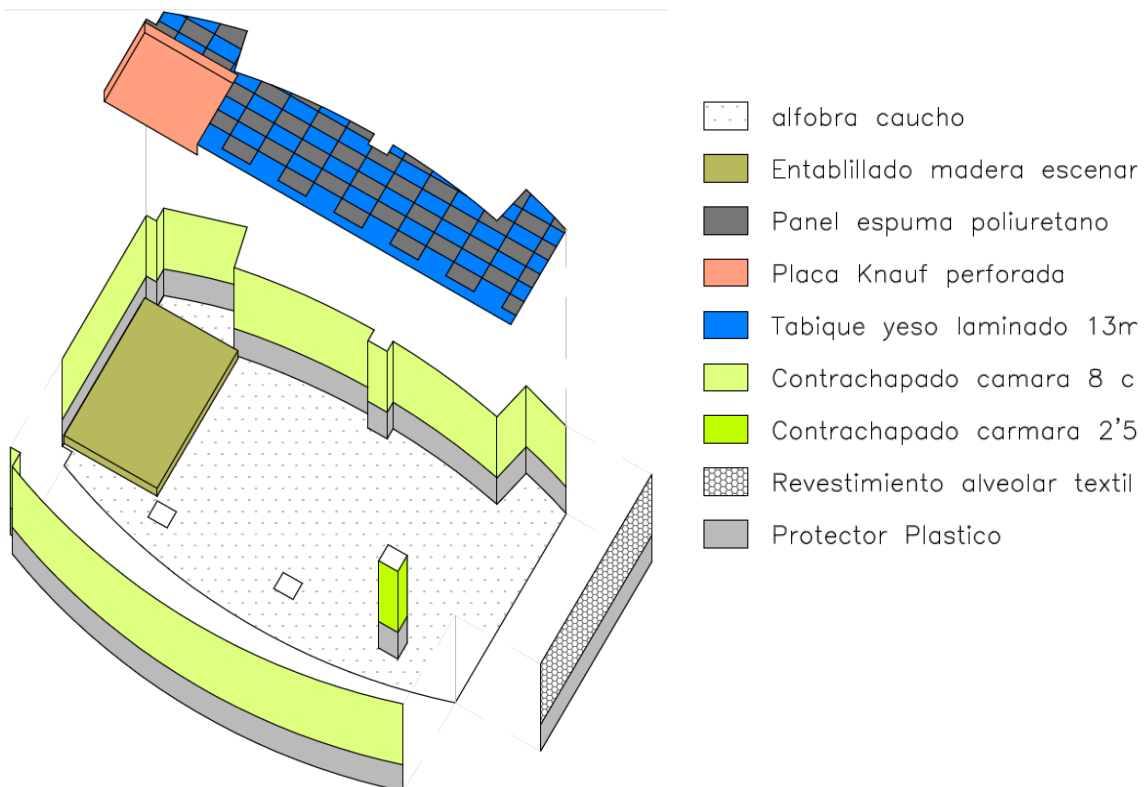 alfobra caucho
Entablillado madera escenar
Panel espuma poliuretano
Placa Knauf perforada
Tabique yeso laminado 13m
Contrachapado camara 8 c
Contrachapado carmara 2'5
Revestimiento alveolar textil
Protector Plastico